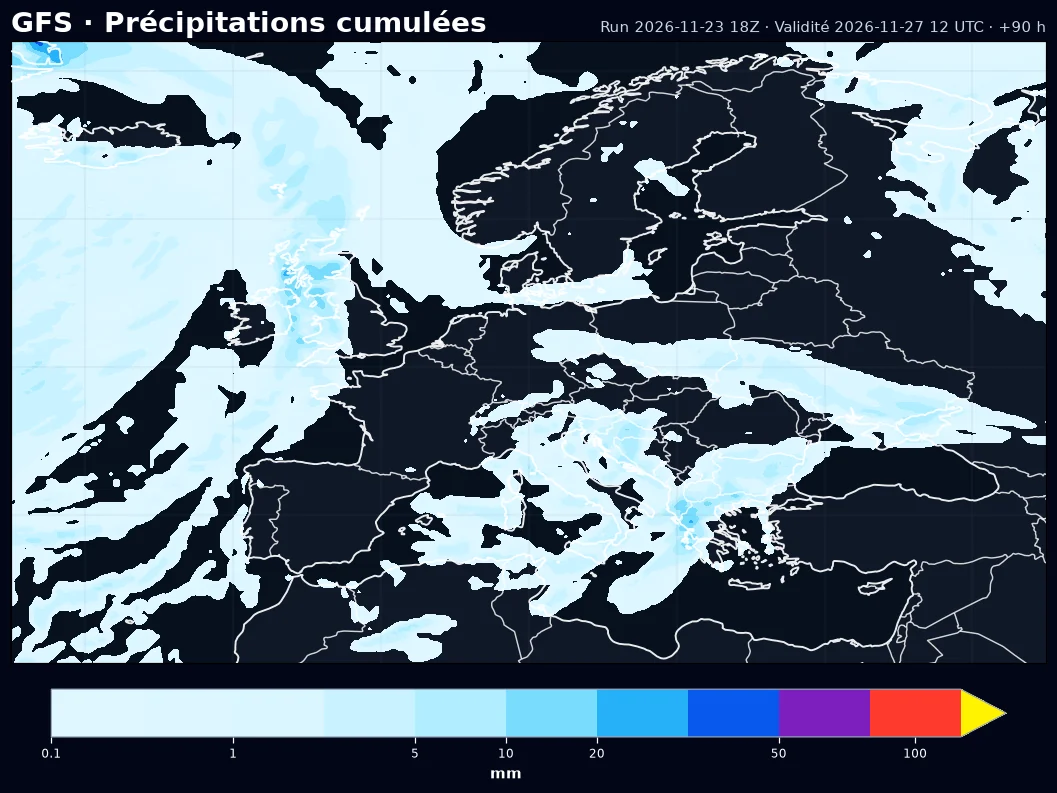 GFS · Précipitations cumulées
Run 2026-11-23 18Z · Validité 2026-11-27 12 UTC · +90 h
0.1 1 5 10 20 50 100
mm